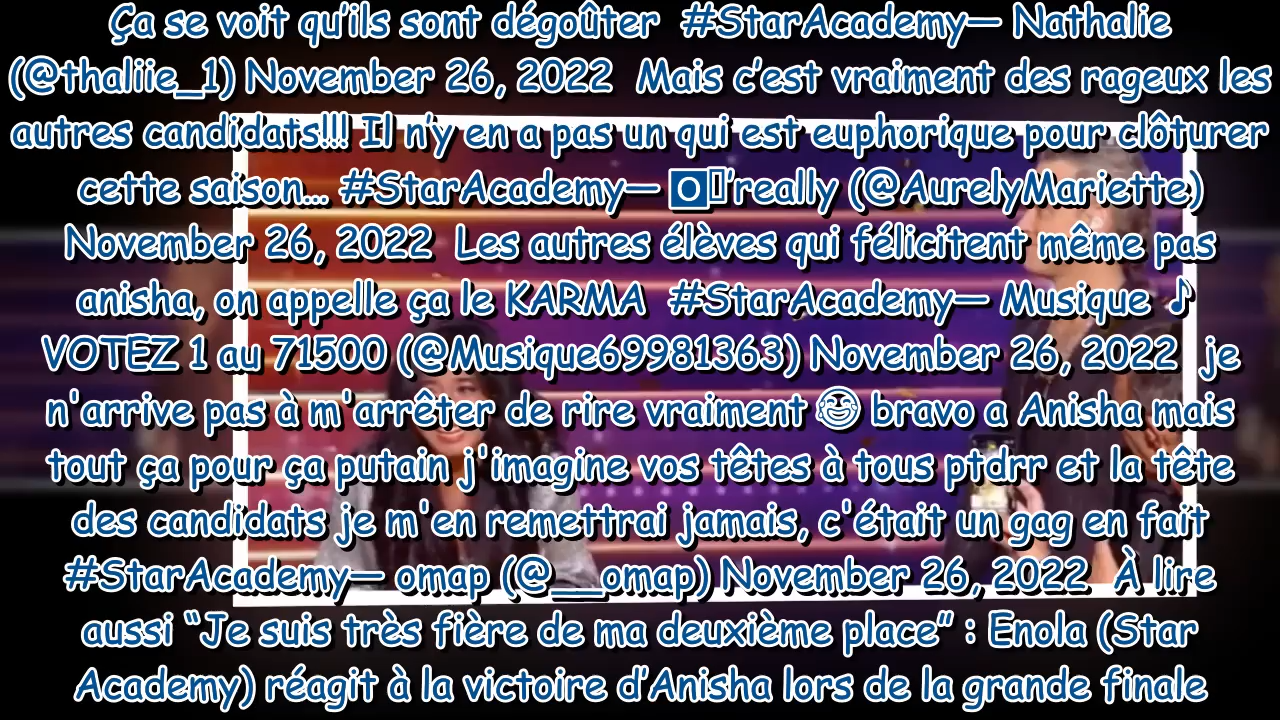 Ça se voit qu’ils sont dégoûter  #StarAcademy— Nathalie
(@thaliie_1) November 26, 2022  Mais c’est vraiment des rageux les
autres candidats!!! Il n’y en a pas un qui est euphorique pour clôturer
cette saison... #StarAcademy— 🅾️’really (@AurelyMariette)
November 26, 2022  Les autres élèves qui félicitent même pas
anisha, on appelle ça le KARMA  #StarAcademy— Musique ♪
VOTEZ 1 au 71500 (@Musique69981363) November 26, 2022  je
n'arrive pas à m'arrêter de rire vraiment 😂 bravo a Anisha mais
tout ça pour ça putain j'imagine vos têtes à tous ptdrr et la tête
des candidats je m'en remettrai jamais, c'était un gag en fait
#StarAcademy— omap (@__omap) November 26, 2022  À lire
aussi “Je suis très fière de ma deuxième place” : Enola (Star
Academy) réagit à la victoire d’Anisha lors de la grande finale